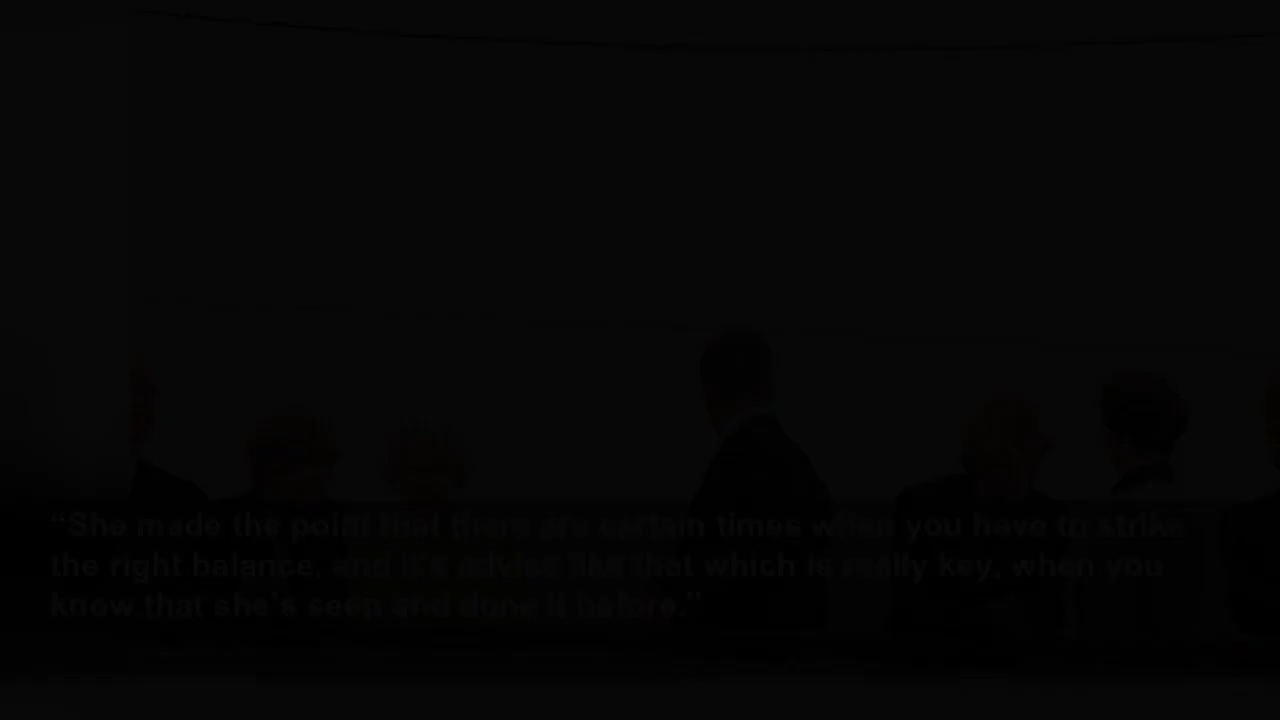 “She made the point that there are certain times when you have to strike
the right balance, and it's advice like that which is really key, when you
know that she's seen and done it before.”